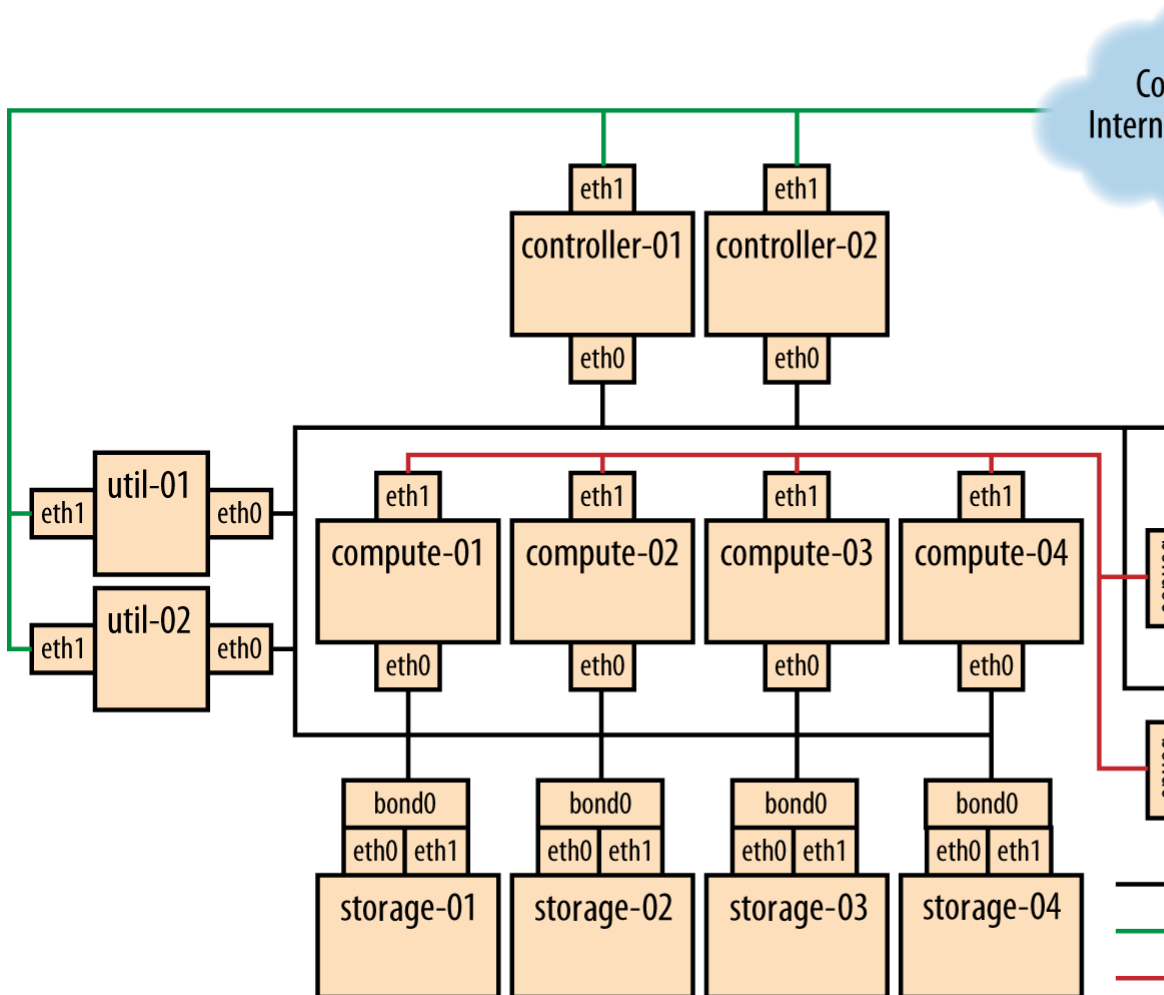 Co
Intern
eth1
eth1
controller-01
controller-02
eth0
eth0
util-01
eth1
eth0
util-02
eth1
eth0
eth1
eth1
eth1
eth1
compute-01
compute-02
compute-03
compute-04
eth0
eth0
eth0
eth0
bond0
bond0
bond0
bond0
eth0 eth1
eth0 eth1
eth0 eth1
eth0 eth1
storage-01
storage-02
storage-03
storage-04